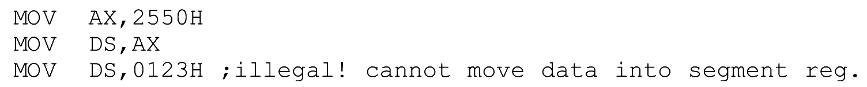 MOV AX,2550H
MOV DS,AX
MOV DS,0123H ;illegal! cannot move data into segment reg.